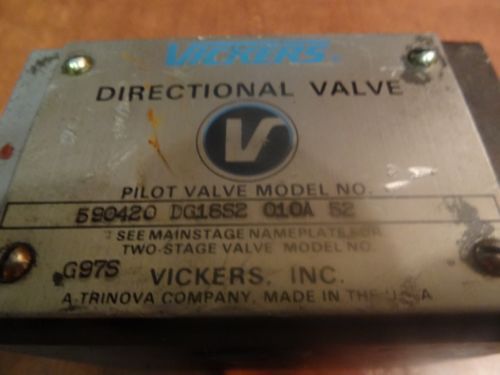 VICKERS®
DIRECTIONAL VALVE
V
PILOT VALVE MODEL NO.
590420 DG16S2 010A 52
SEE MAINSTAGE NAMEPLATE FOR
TWO-STAGE VALVE MODEL NO.
G97S VICKERS, INC.
A TRINOVA COMPANY, MADE IN THE